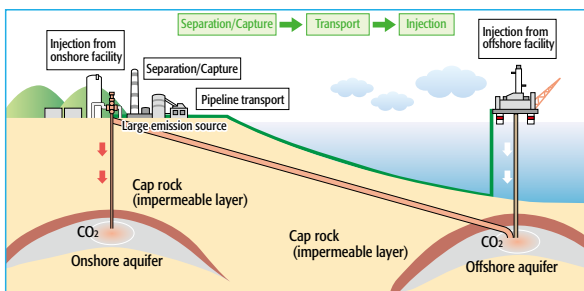 Separation/Capture
Transport
Injection
Injection from
onshore facility
Injection from
offshore facility
Separation/Capture
Pipeline transport
Large emission source
Cap rock
(impermeable layer)
CO₂
Onshore aquifer
Cap rock
(impermeable layer)
CO₂
Offshore aquifer